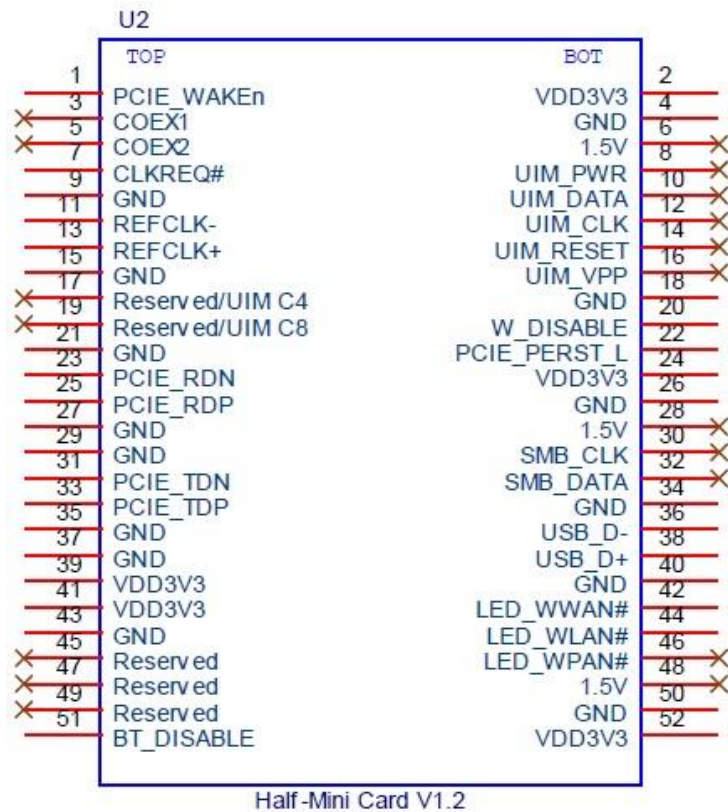 U2
TOP BOT
1 PCIE_WAKEn VDD3V3 2
3 COEX1 GND 4
5 COEX2 1.5V 6
7 CLKREQ# UIM_PWR 8
9 GND UIM_DATA 10
11 REFCLK- UIM_CLK 12
13 REFCLK+ UIM_RESET 14
15 GND UIM_VPP 16
17 Reserved/UIM C4 GND 18
19 Reserved/UIM C8 W_DISABLE 20
21 GND PCIE_PERST_L 22
23 PCIE_RDN VDD3V3 24
25 PCIE_RDP GND 26
27 GND 1.5V 28
29 GND SMB_CLK 30
31 PCIE_TDN SMB_DATA 32
33 PCIE_TDP GND 34
35 GND USB_D- 36
37 GND USB_D+ 38
39 VDD3V3 GND 40
41 VDD3V3 LED_WWAN# 42
43 GND LED_WLAN# 44
45 Reserved LED_WPAN# 46
47 Reserved 1.5V 48
49 Reserved GND 50
51 BT_DISABLE VDD3V3 52
Half-Mini Card V1.2